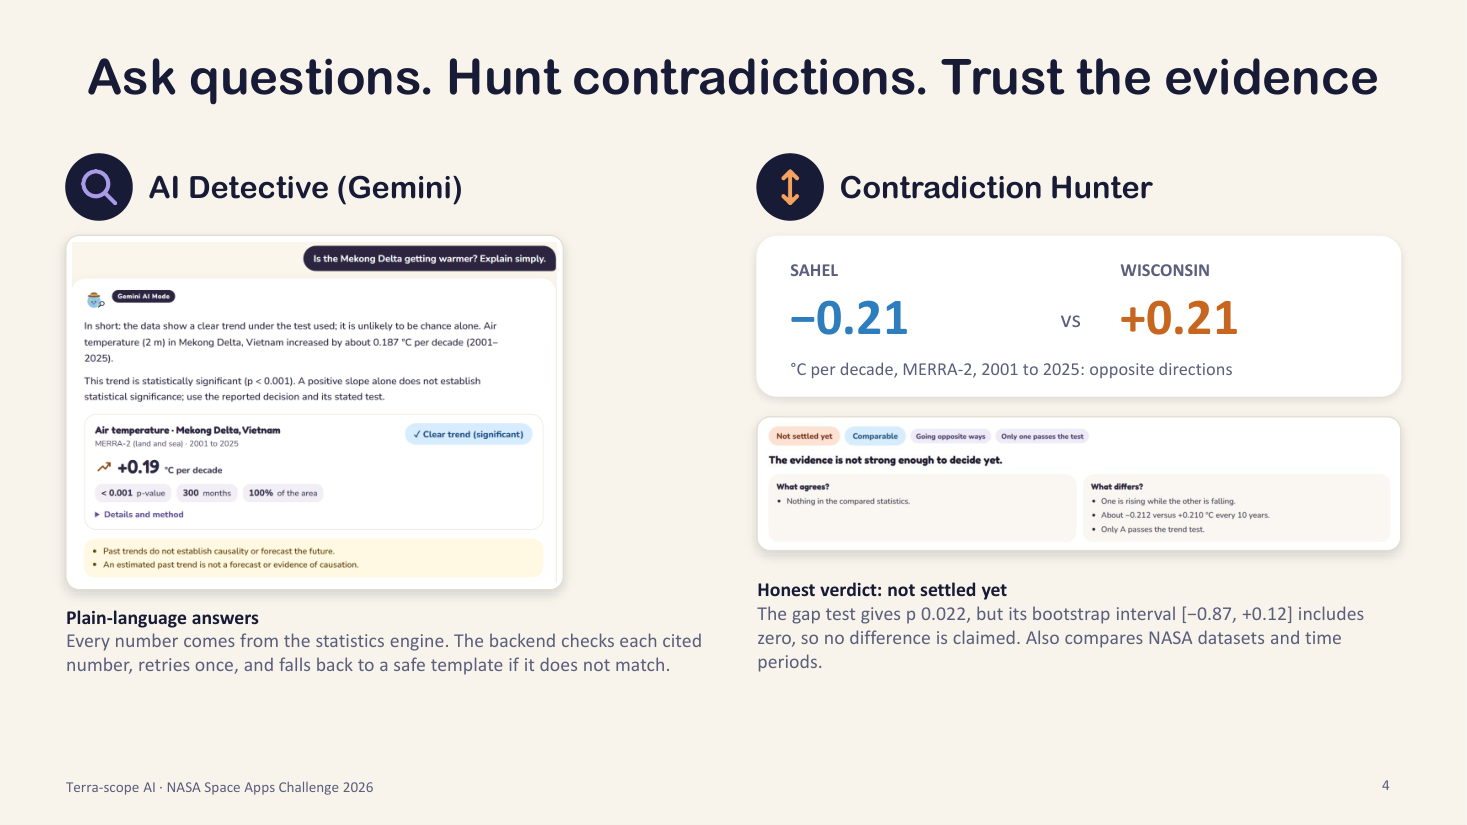 Ask questions. Hunt contradictions. Trust the evidence
AI Detective (Gemini)
Is the Mekong Delta getting warmer? Explain simply.
Gemini AI Mode
In short: the data show a clear trend under the test used; it is unlikely to be chance alone. Air
temperature (2 m) in Mekong Delta, Vietnam increased by about 0.187 °C per decade (2001–
2025).
This trend is statistically significant (p < 0.001). A positive slope alone does not establish
statistical significance; use the reported decision and its stated test.
Air temperature · Mekong Delta, Vietnam
MERRA-2 (land and sea) · 2001 to 2025
✓ Clear trend (significant)
+0.19 °C per decade
< 0.001 p-value 300 months 100% of the area
▸ Details and method
• Past trends do not establish causality or forecast the future.
• An estimated past trend is not a forecast or evidence of causation.
Plain-language answers
Every number comes from the statistics engine. The backend checks each cited
number, retries once, and falls back to a safe template if it does not match.
Contradiction Hunter
SAHEL
−0.21
vs
WISCONSIN
+0.21
°C per decade, MERRA-2, 2001 to 2025: opposite directions
Not settled yet Comparable Going opposite ways Only one passes the test
The evidence is not strong enough to decide yet.
What agrees?
• Nothing in the compared statistics.
What differs?
• One is rising while the other is falling.
• About −0.212 versus +0.210 °C every 10 years.
• Only A passes the trend test.
Honest verdict: not settled yet
The gap test gives p 0.022, but its bootstrap interval [−0.87, +0.12] includes
zero, so no difference is claimed. Also compares NASA datasets and time
periods.
Terra-scope AI · NASA Space Apps Challenge 2026
4